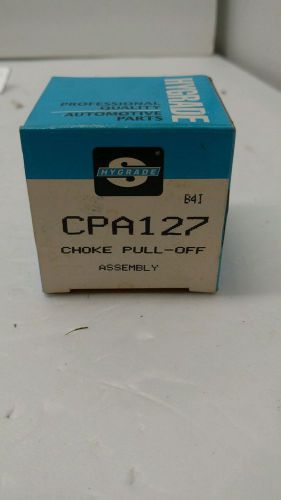 PROFESSIONAL
QUALITY
AUTOMOTIVE
PARTS
HYGRADE
S
HYGRADE
B4I
CPA127
CHOKE PULL-OFF
ASSEMBLY